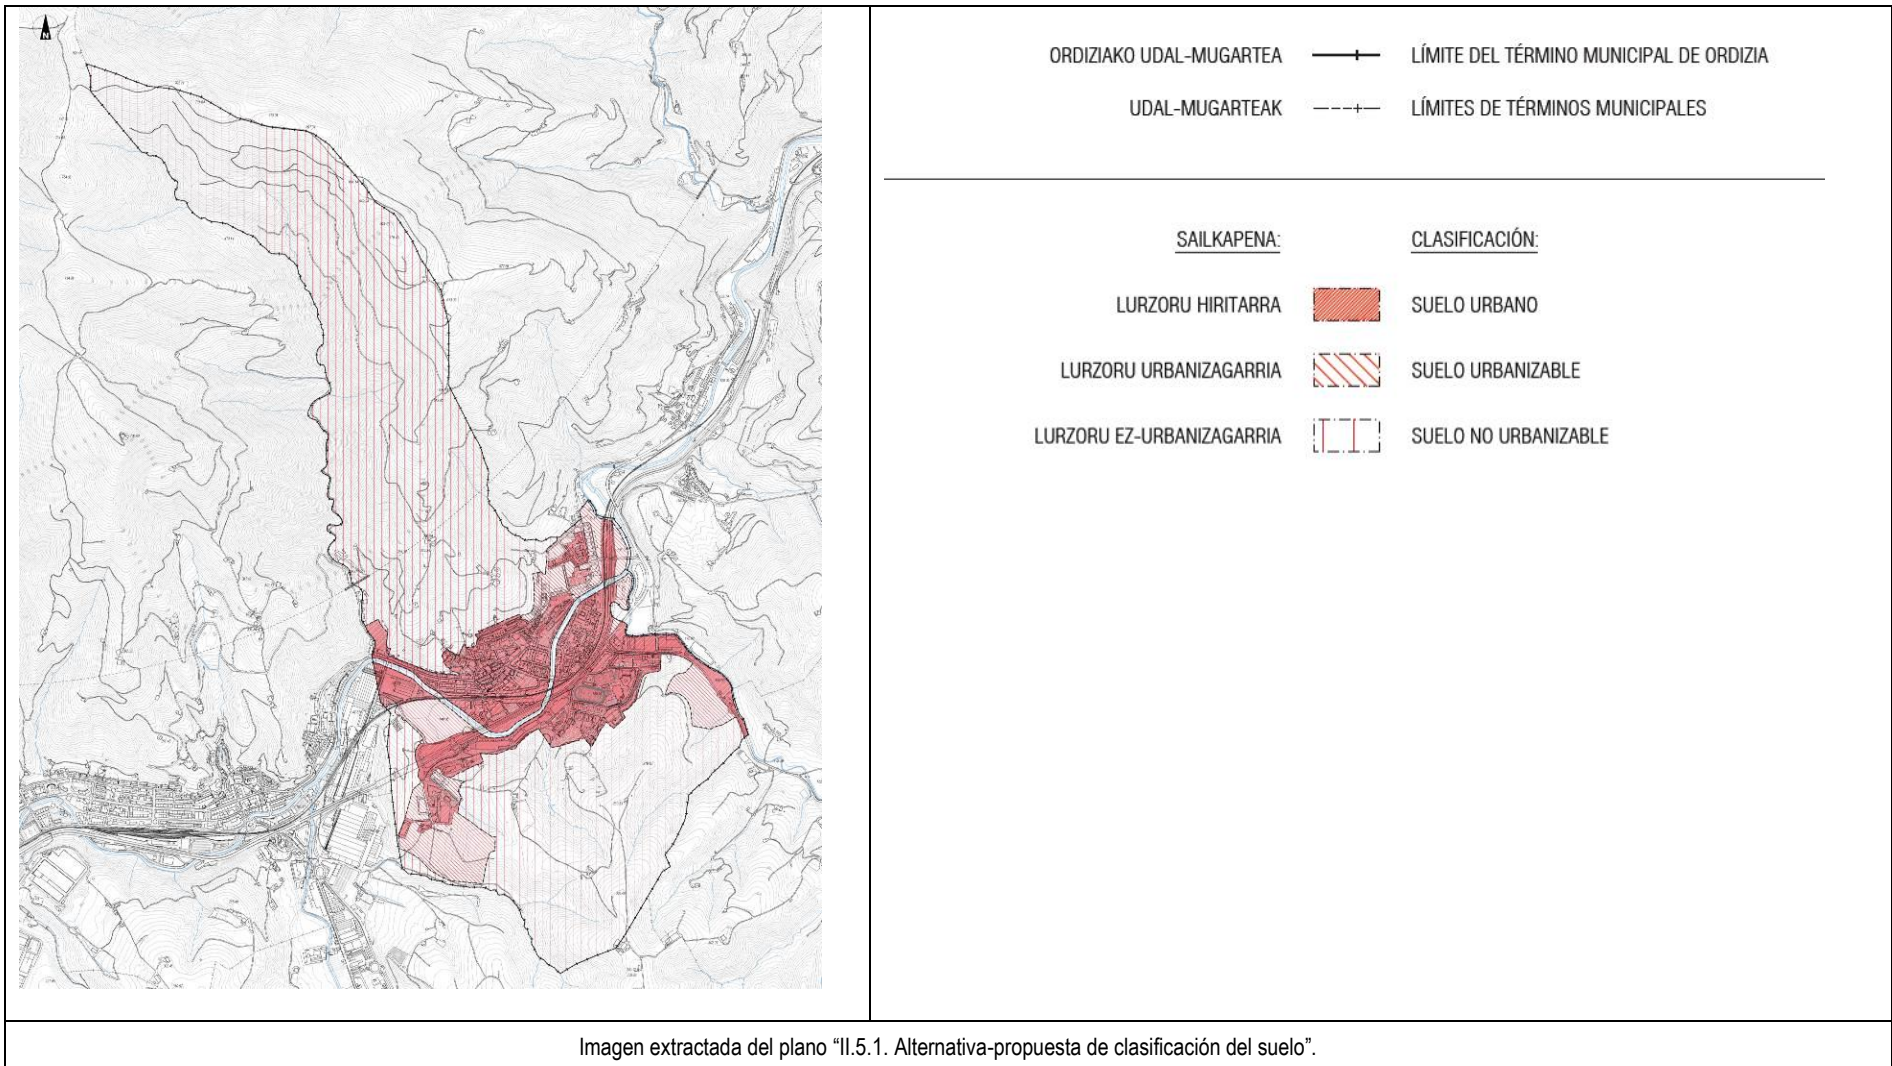 N
ORDIZIAKO UDAL-MUGARTEA LÍMITE DEL TÉRMINO MUNICIPAL DE ORDIZIA
UDAL-MUGARTEAK LÍMITES DE TÉRMINOS MUNICIPALES
SAILKAPENA: CLASIFICACIÓN:
LURZORU HIRITARRA SUELO URBANO
LURZORU URBANIZAGARRIA SUELO URBANIZABLE
LURZORU EZ-URBANIZAGARRIA SUELO NO URBANIZABLE
Imagen extractada del plano “II.5.1. Alternativa-propuesta de clasificación del suelo”.